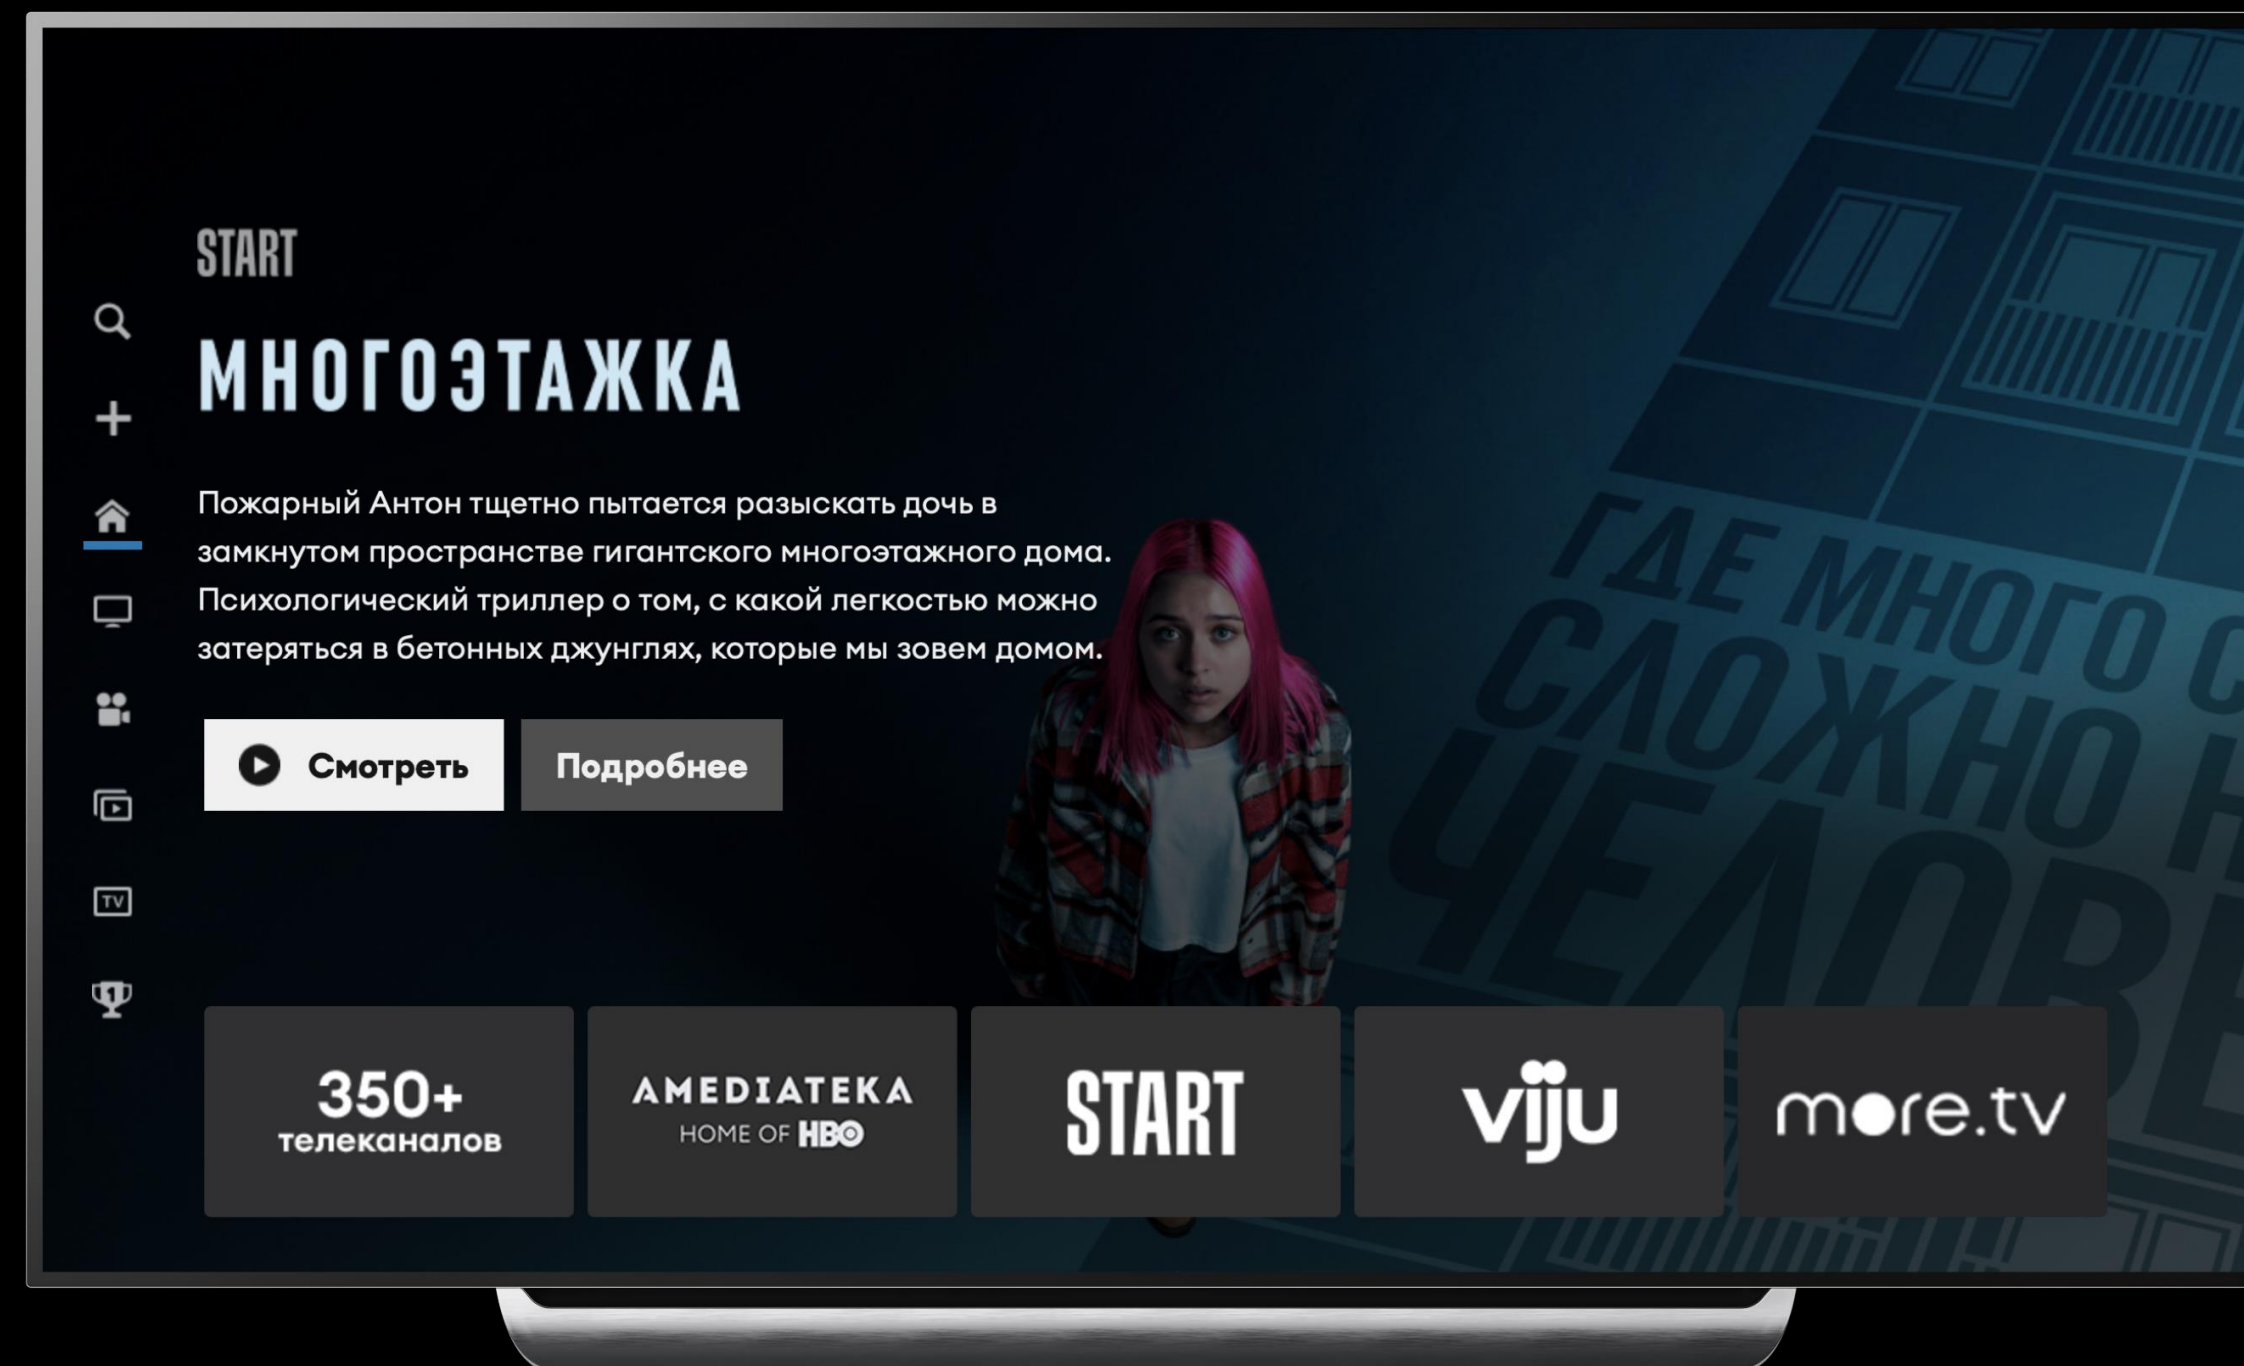 START
МНОГОЭТАЖКА
Пожарный Антон тщетно пытается разыскать дочь в
замкнутом пространстве гигантского многоэтажного дома.
Психологический триллер о том, с какой легкостью можно
затеряться в бетонных джунглях, которые мы зовем домом.
Смотреть
Подробнее
ГДЕ МНОГО
СЛОЖНО
TV
1
350+
телеканалов
AMEDIATEKA
HOME OF HBO
START
viju
more.tv